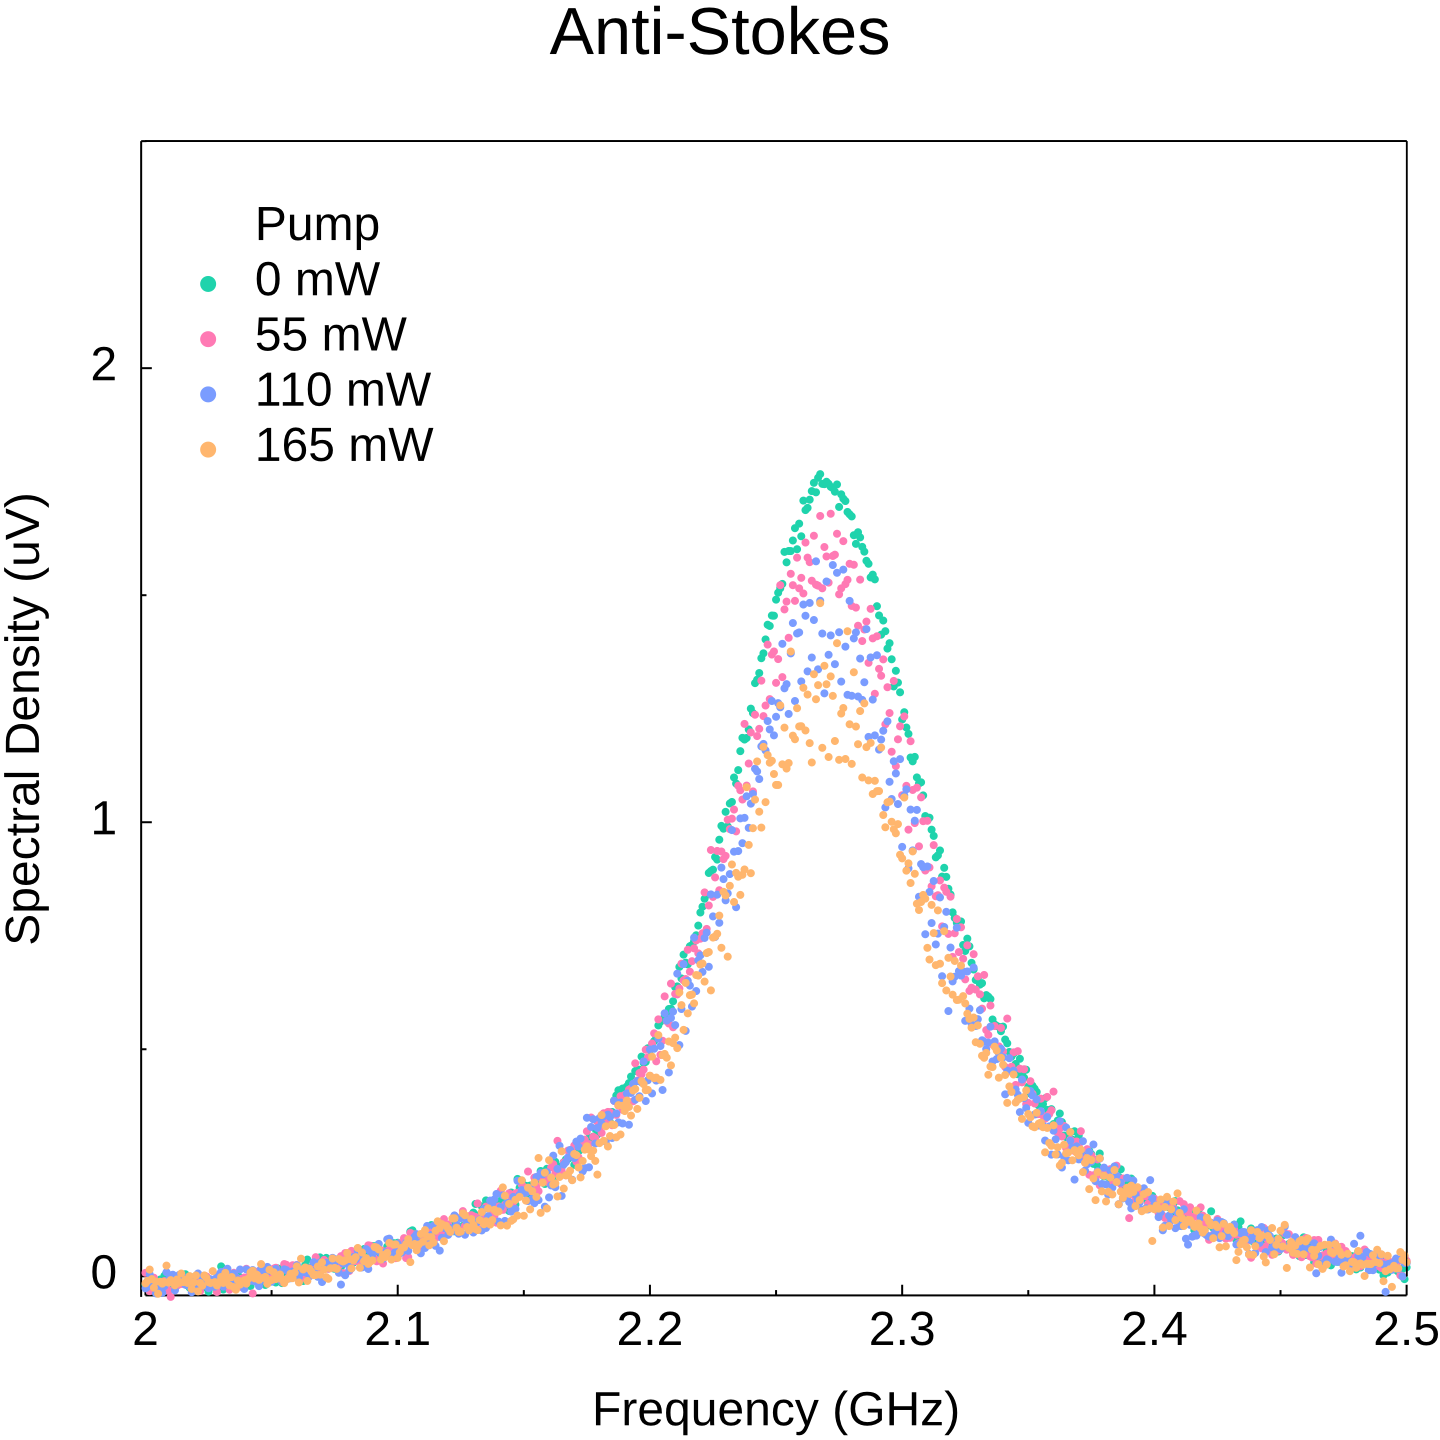 Anti-Stokes
Pump
0 mW
55 mW
110 mW
165 mW
2
1
0
Spectral Density (uV)
2
2.1
2.2
2.3
2.4
2.5
Frequency (GHz)